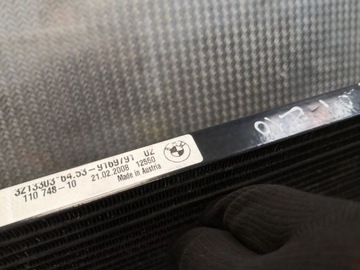 3213303 64.53-9169791 02
110 748-10 21.02.2008 12550
Made in Austria